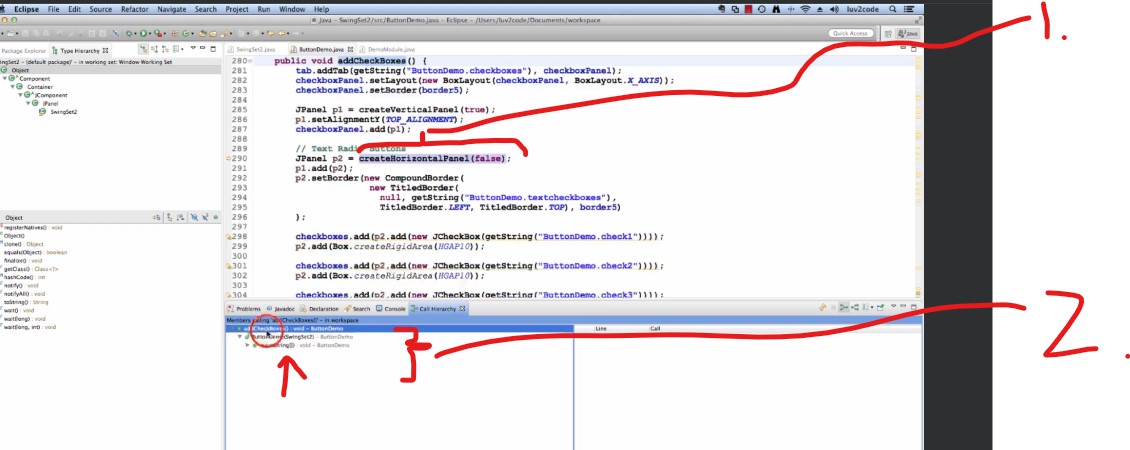 Eclipse File Edit Source Refactor Navigate Search Project Run Window Help luv2code
Java – SwingSet2/src/ButtonDemo.java – Eclipse – /Users/luv2code/Documents/workspace
Quick Access Java
1.
Package Explorer Type Hierarchy
SwingSet2.java ButtonDemo.java DemoModule.java
ingSet2 – [default package]' – in working set: Window Working Set
Object
Component
Container
JComponent
JPanel
SwingSet2
280 public void addCheckBoxes() {
281 tab.addTab(getString("ButtonDemo.checkboxes"), checkboxPanel);
282 checkboxPanel.setLayout(new BoxLayout(checkboxPanel, BoxLayout.X_AXIS));
283 checkboxPanel.setBorder(border5);
284
285 JPanel p1 = createVerticalPanel(true);
286 p1.setAlignmentY(TOP_ALIGNMENT);
287 checkboxPanel.add(p1);
288
289 // Text Radio Buttons
290 JPanel p2 = createHorizontalPanel(false);
291 p1.add(p2);
292 p2.setBorder(new CompoundBorder(
293 new TitledBorder(
294 null, getString("ButtonDemo.textcheckboxes"),
295 TitledBorder.LEFT, TitledBorder.TOP), border5)
296 );
297
298 checkboxes.add(p2.add(new JCheckBox(getString("ButtonDemo.check1"))));
299 p2.add(Box.createRigidArea(HGAP10));
300
301 checkboxes.add(p2.add(new JCheckBox(getString("ButtonDemo.check2"))));
302 p2.add(Box.createRigidArea(HGAP10));
303
304 checkboxes.add(p2.add(new JCheckBox(getString("ButtonDemo.check3"))));
Object
registerNatives() : void
Object()
clone() : Object
equals(Object) : boolean
finalize() : void
getClass() : Class<?>
hashCode() : int
notify() : void
notifyAll() : void
toString() : String
wait() : void
wait(long) : void
wait(long, int) : void
Problems Javadoc Declaration Search Console Call Hierarchy
Members calling 'addCheckBoxes()' – in workspace
addCheckBoxes() : void – ButtonDemo
ButtonDemo(SwingSet2) – ButtonDemo
: void – ButtonDemo
Line Call
2.